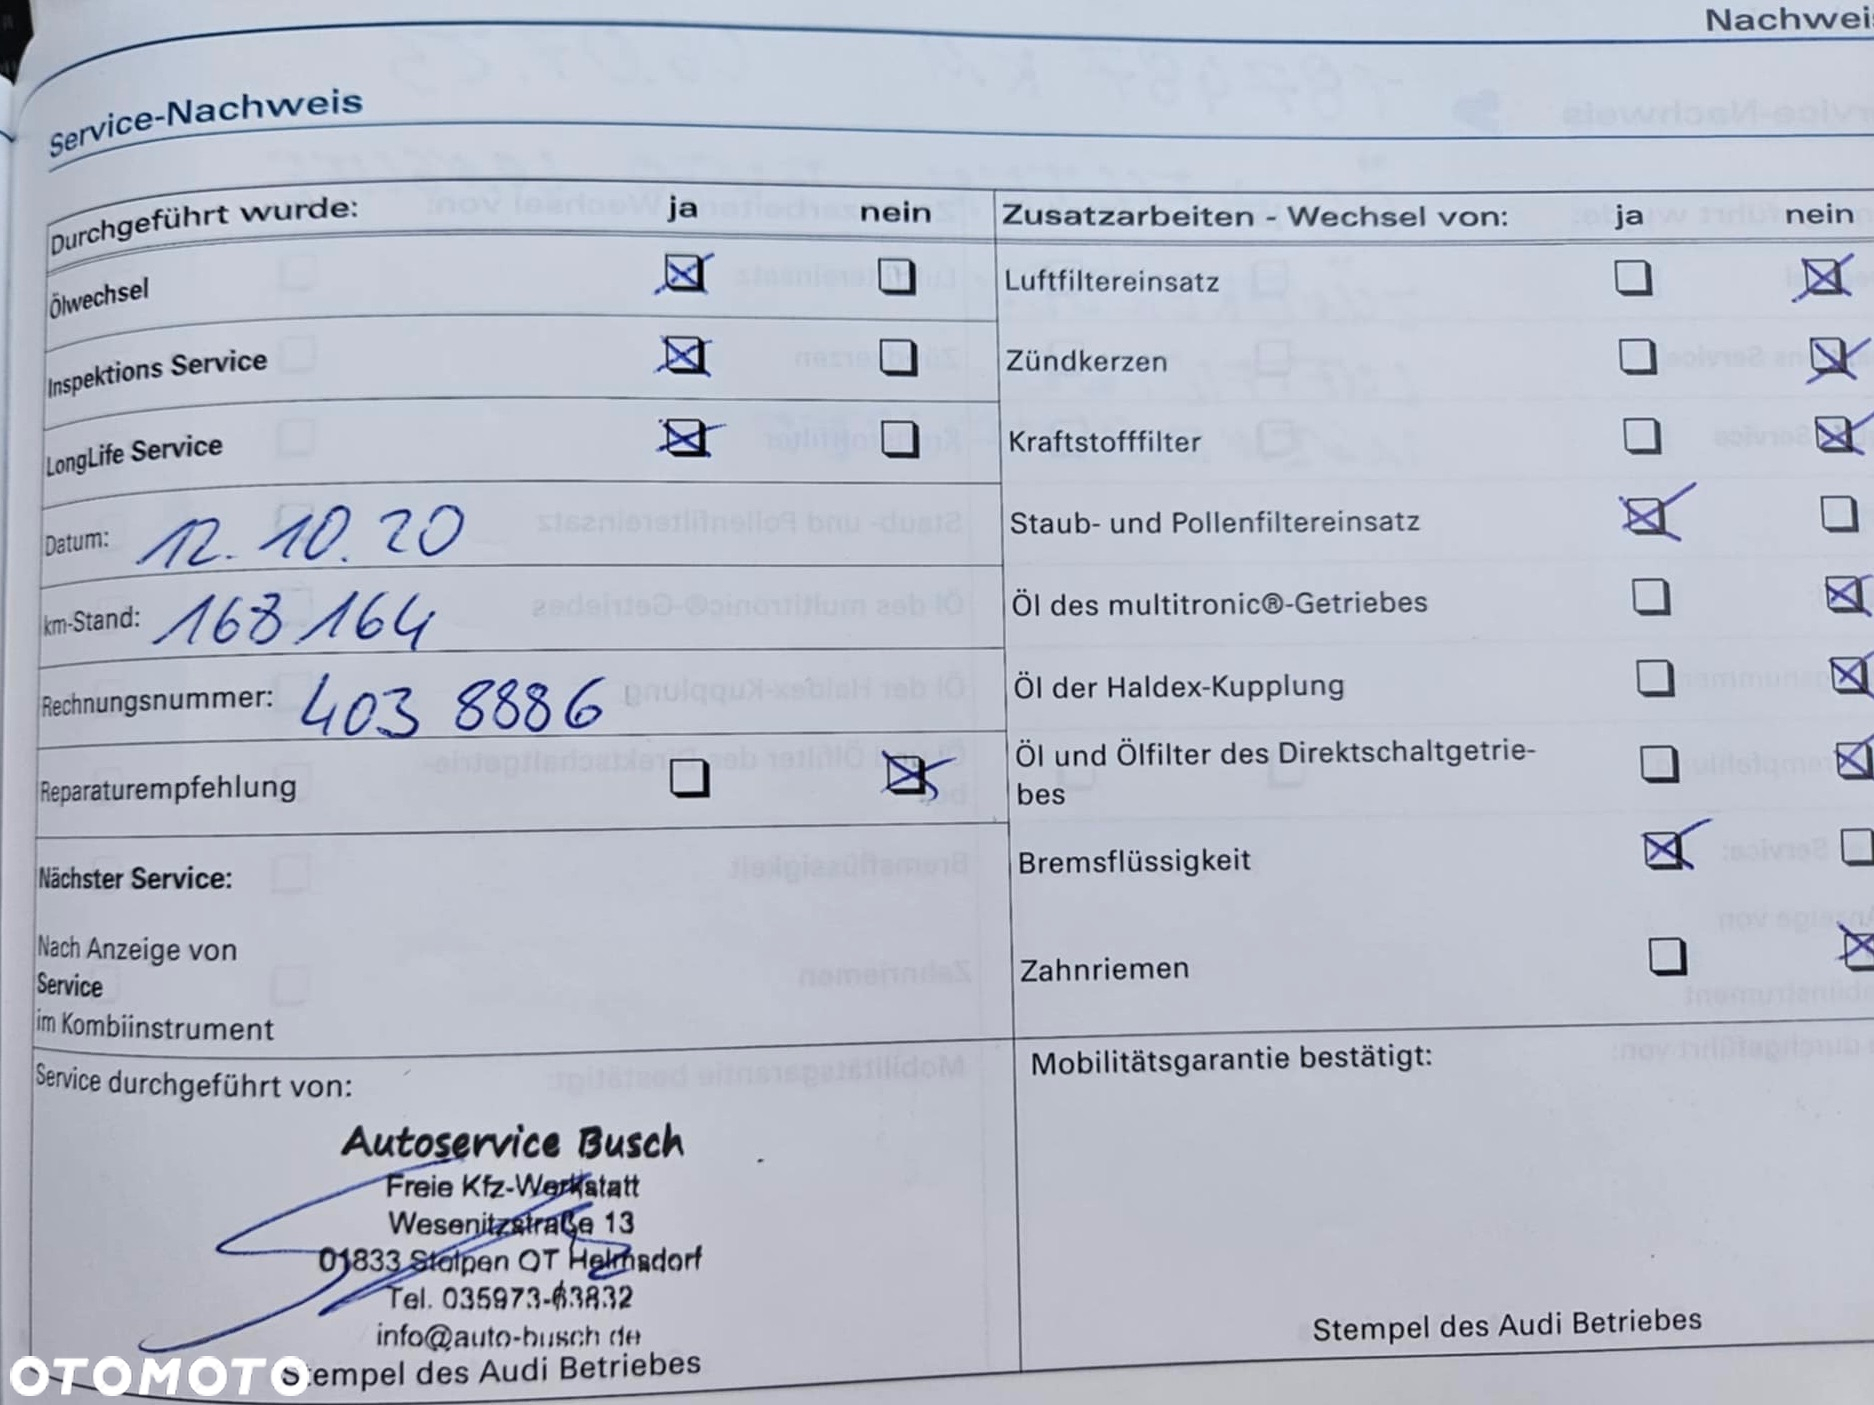 Nachwei
Service-Nachweis
Durchgeführt wurde: ja nein
Ölwechsel
Inspektions Service
LongLife Service
Datum: 12. 10. 20
km-Stand: 168 164
Rechnungsnummer: 403 8886
Reparaturempfehlung
Nächster Service:
Nach Anzeige von
Service
im Kombiinstrument
Service durchgeführt von:
Autoservice Busch
Freie Kfz-Werkstatt
Wesenitzstraße 13
01833 Stolpen OT Helmsdorf
Tel. 035973-63832
info@auto-busch de
Stempel des Audi Betriebes
Zusatzarbeiten - Wechsel von: ja nein
Luftfiltereinsatz
Zündkerzen
Kraftstofffilter
Staub- und Pollenfiltereinsatz
Öl des multitronic®-Getriebes
Öl der Haldex-Kupplung
Öl und Ölfilter des Direktschaltgetrie-
bes
Bremsflüssigkeit
Zahnriemen
Mobilitätsgarantie bestätigt:
Stempel des Audi Betriebes
OTOMOTO